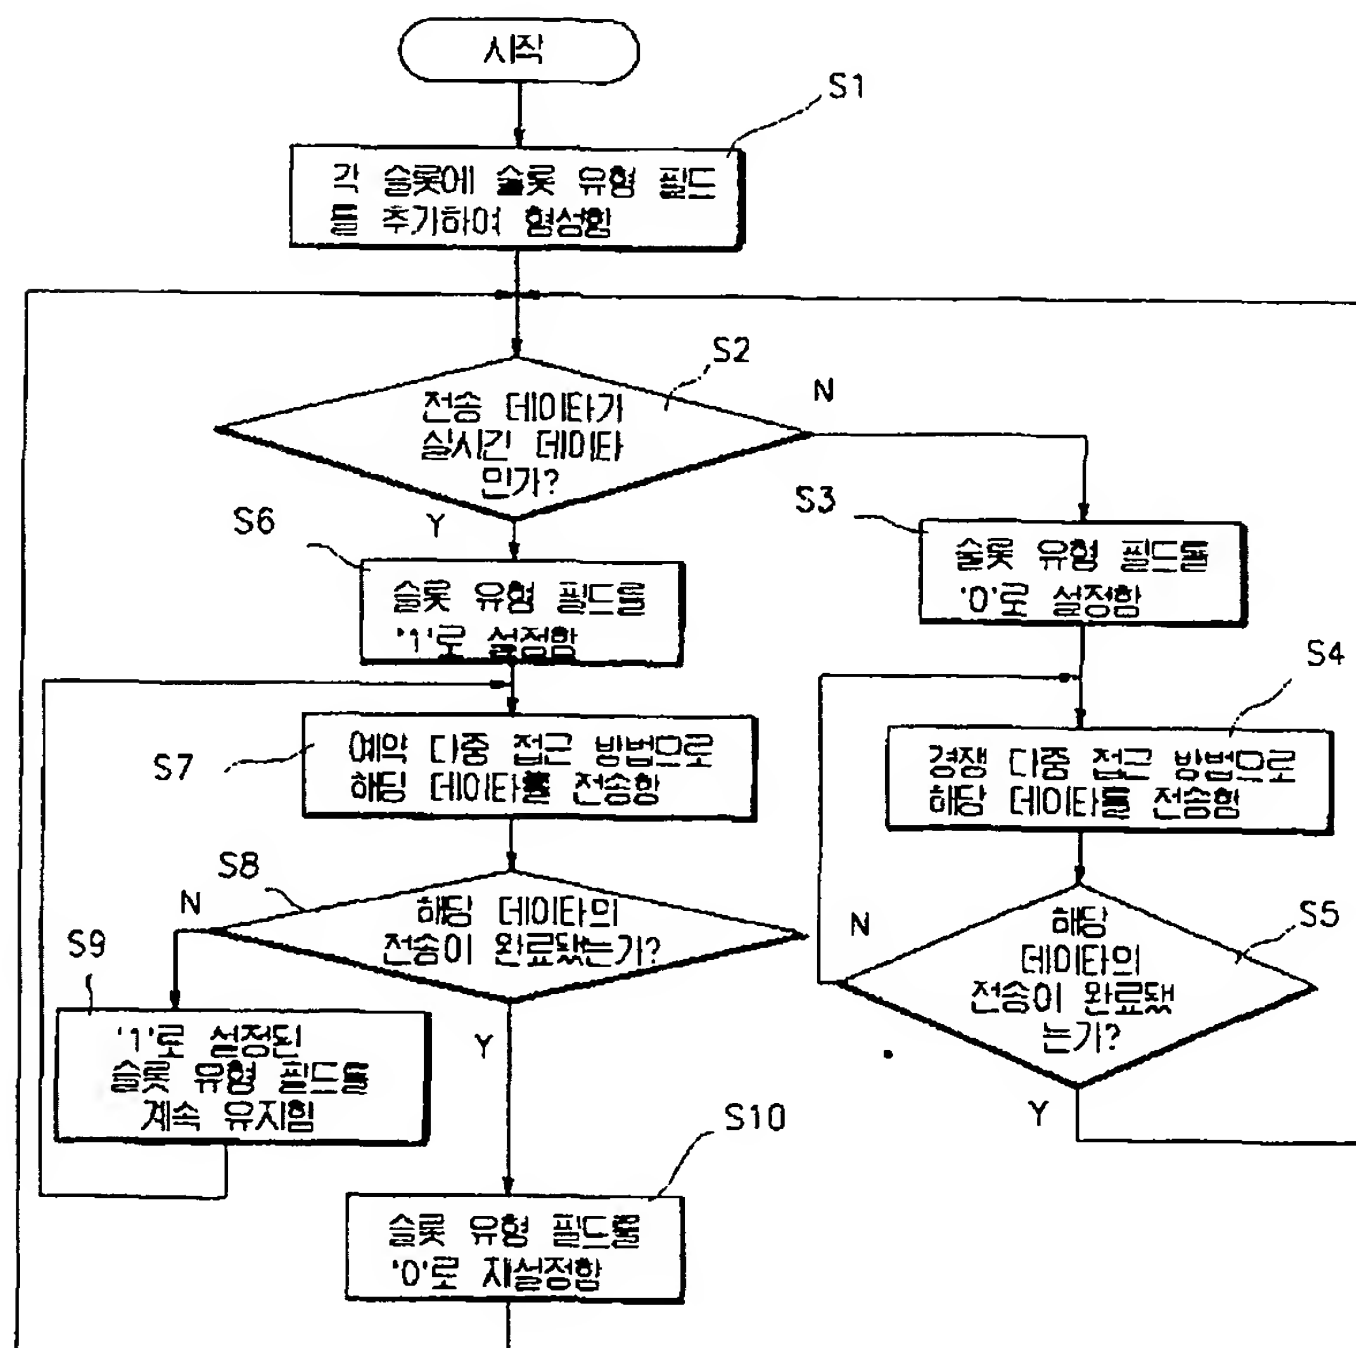 시작
S1
각 슬롯에 슬롯 유형 필드
를 추가하여 형성함
S2
전송 데이타가
실시간 데이타
인가?
N
Y
S6
슬롯 유형 필드를
'1'로 설정함
S3
슬롯 유형 필드를
'0'로 설정함
S7
예약 다중 접근 방법으로
해당 데이타를 전송함
S4
경쟁 다중 접근 방법으로
해당 데이타를 전송함
S8
해당 데이타의
전송이 완료됐는가?
N
Y
S5
해당
데이타의
전송이 완료됐
는가?
N
Y
S9
'1'로 설정된
슬롯 유형 필드를
계속 유지함
S10
슬롯 유형 필드를
'0'로 재설정함